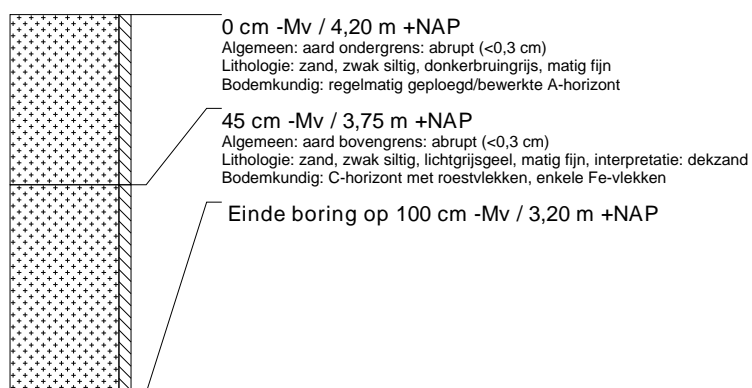 0 cm -Mv / 4,20 m +NAP
Algemeen: aard ondergrens: abrupt (<0,3 cm)
Lithologie: zand, zwak siltig, donkerbruingrijs, matig fijn
Bodemkundig: regelmatig geploegd/bewerkte A-horizont
45 cm -Mv / 3,75 m +NAP
Algemeen: aard bovengrens: abrupt (<0,3 cm)
Lithologie: zand, zwak siltig, lichtgrijsgeel, matig fijn, interpretatie: dekzand
Bodemkundig: C-horizont met roestvlekken, enkele Fe-vlekken
Einde boring op 100 cm -Mv / 3,20 m +NAP